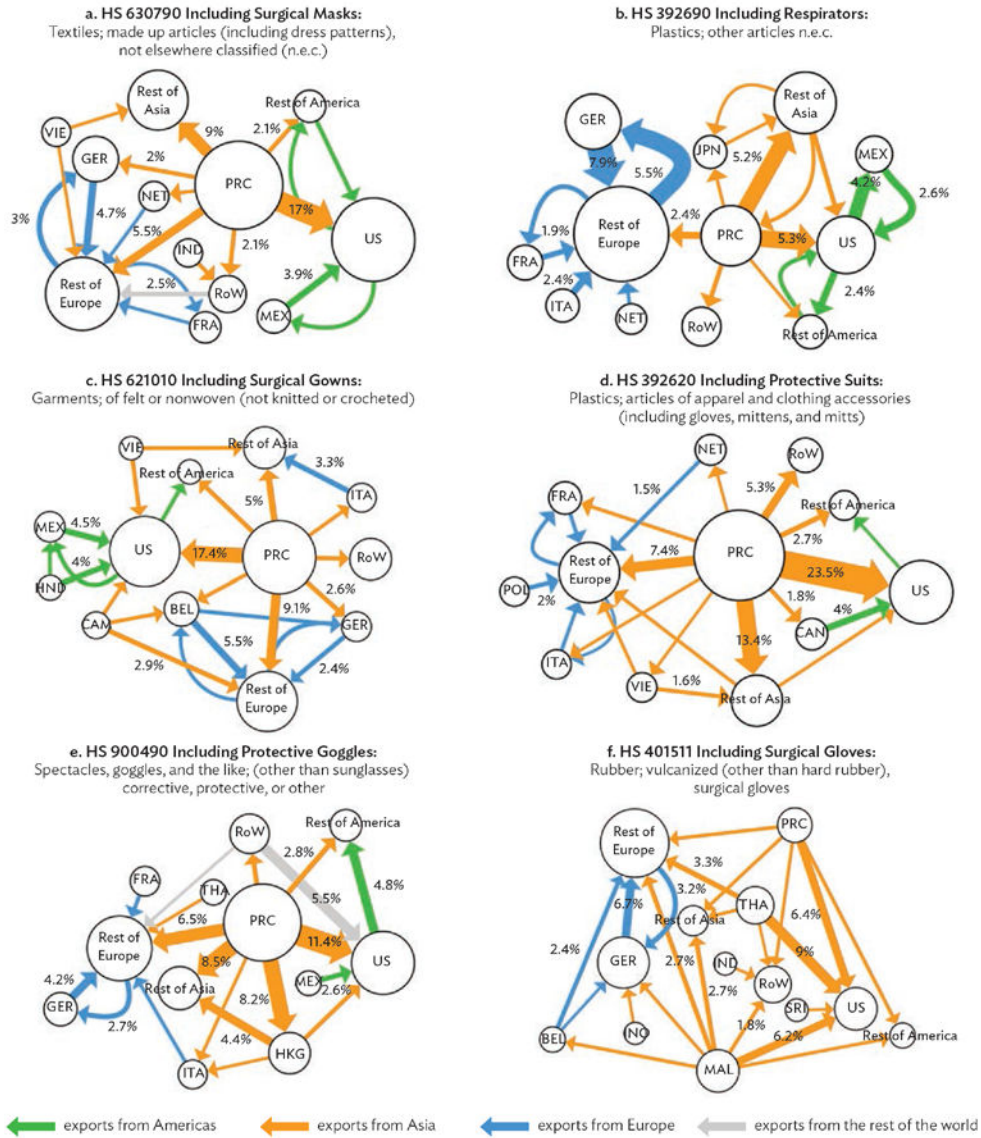 a. HS 630790 Including Surgical Masks:
Textiles; made up articles (including dress patterns),
not elsewhere classified (n.e.c.)
Rest of
Asia
Rest of America
VIE
9%
2.1%
GER
2%
PRC
NET
3%
4.7%
17%
5.5%
US
IND
2.1%
3.9%
Rest of
Europe
2.5%
RoW
MEX
FRA
b. HS 392690 Including Respirators:
Plastics; other articles n.e.c.
Rest of
Asia
GER
JPN
MEX
7.9%
5.5%
5.2%
4.2%
2.6%
Rest of
Europe
2.4%
PRC
5.3%
US
1.9%
FRA
2.4%
2.4%
ITA
NET
RoW
Rest of America
c. HS 621010 Including Surgical Gowns:
Garments; of felt or nonwoven (not knitted or crocheted)
VIE
Rest of Asia
3.3%
Rest of America
ITA
5%
MEX
4.5%
US
17.4%
PRC
RoW
4%
HND
2.6%
BEL
9.1%
CAM
GER
5.5%
2.9%
2.4%
Rest of
Europe
d. HS 392620 Including Protective Suits:
Plastics; articles of apparel and clothing accessories
(including gloves, mittens, and mitts)
NET
RoW
FRA
1.5%
5.3%
Rest of America
2.7%
PRC
Rest of
Europe
7.4%
23.5%
POL
2%
1.8%
US
4%
CAN
13.4%
ITA
VIE
1.6%
Rest of Asia
e. HS 900490 Including Protective Goggles:
Spectacles, goggles, and the like; (other than sunglasses)
corrective, protective, or other
RoW
Rest of America
2.8%
FRA
THA
5.5%
4.8%
6.5%
PRC
Rest of
Europe
11.4%
8.5%
US
4.2%
Rest of Asia
MEX
2.6%
GER
8.2%
2.7%
4.4%
HKG
ITA
f. HS 401511 Including Surgical Gloves:
Rubber; vulcanized (other than hard rubber),
surgical gloves
Rest of
Europe
PRC
3.3%
3.2%
6.7%
THA
Rest of Asia
6.4%
2.4%
9%
GER
2.7%
IND
2.7%
RoW
SRI
US
INO
1.8%
BEL
6.2%
Rest of America
MAL
exports from Americas
exports from Asia
exports from Europe
exports from the rest of the world